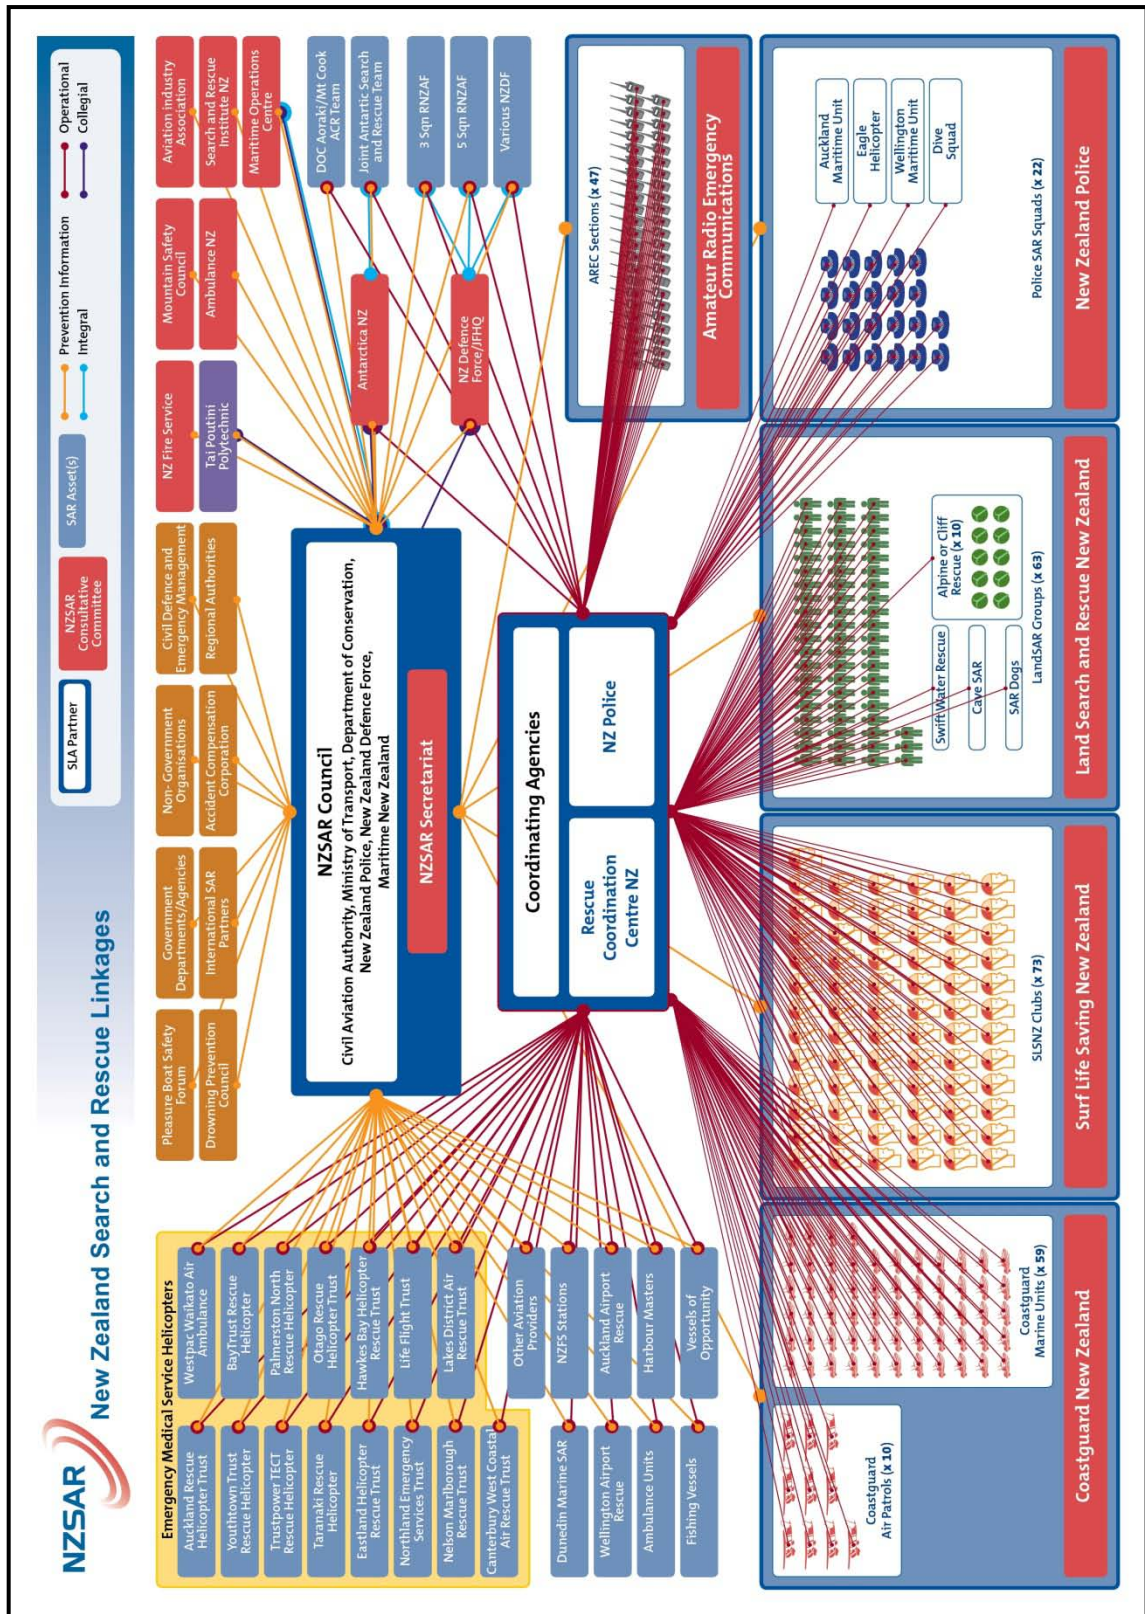 NZSAR
New Zealand Search and Rescue Linkages
SLA Partner
NZSAR
Consultative
Committee
SAR Asset(s)
Prevention Information
Integral
Operational
Collegial
Pleasure Boat Safety
Forum
Government
Departments/Agencies
Non- Government
Organisations
Civil Defence and
Emergency Management
NZ Fire Service
Mountain Safety
Council
Aviation industry
Association
Drowning Prevention
Council
International SAR
Partners
Accident Compensation
Corporation
Regional Authorities
Tai Poutini
Polytechnic
Ambulance NZ
Search and Rescue
Institute NZ
Maritime Operations
Centre
Emergency Medical Service Helicopters
Auckland Rescue
Helicopter Trust
Westpac Waikato Air
Ambulance
Youthtown Trust
Rescue Helicopter
BayTrust Rescue
Helicopter
Trustpower TECT
Rescue Helicopter
Palmerston North
Rescue Helicopter
Taranaki Rescue
Helicopter
Otago Rescue
Helicopter Trust
Eastland Helicopter
Rescue Trust
Hawkes Bay Helicopter
Rescue Trust
Northland Emergency
Services Trust
Life Flight Trust
Nelson Marlborough
Rescue Trust
Lakes District Air
Rescue Trust
Canterbury West Coastal
Air Rescue Trust
Other Aviation
Providers
Dunedin Marine SAR
NZFS Stations
Wellington Airport
Rescue
Auckland Airport
Rescue
Ambulance Units
Harbour Masters
Fishing Vessels
Vessels of
Opportunity
NZSAR Council
Civil Aviation Authority, Ministry of Transport, Department of Conservation,
New Zealand Police, New Zealand Defence Force,
Maritime New Zealand
NZSAR Secretariat
Coordinating Agencies
Rescue
Coordination
Centre NZ
NZ Police
DOC Aoraki/Mt Cook
ACR Team
Joint Antarctic Search
and Rescue Team
3 Sqn RNZAF
5 Sqn RNZAF
Various NZDF
Antarctica NZ
NZ Defence
Force/JFHQ
AREC Sections (x 47)
Amateur Radio Emergency
Communications
Coastguard
Air Patrols (x 10)
Coastguard
Marine Units (x 59)
Coastguard New Zealand
SLSNZ Clubs (x 73)
Surf Life Saving New Zealand
Swift Water Rescue
Cave SAR
SAR Dogs
Alpine or Cliff
Rescue (x 10)
LandSAR Groups (x 63)
Land Search and Rescue New Zealand
Auckland
Maritime Unit
Eagle
Helicopter
Wellington
Maritime Unit
Dive
Squad
Police SAR Squads (x 22)
New Zealand Police